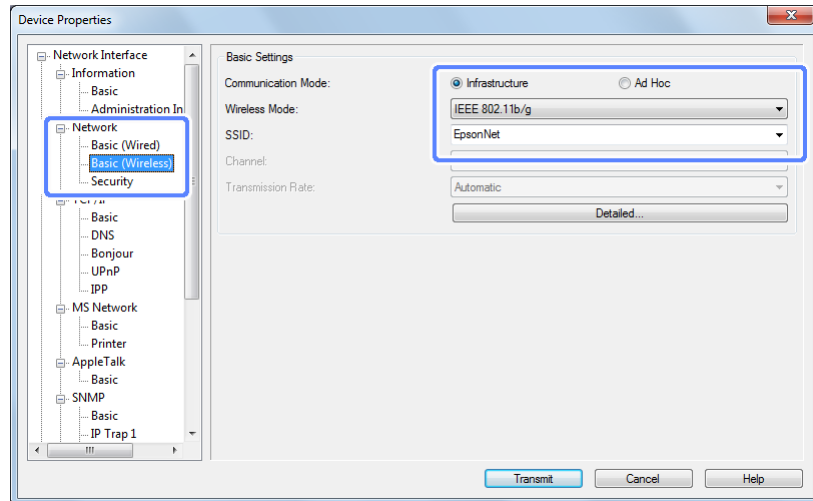 Device Properties
Network Interface
Information
Basic
Administration In
Network
Basic (Wired)
Basic (Wireless)
Security
TCP/IP
Basic
DNS
Bonjour
UPnP
IPP
MS Network
Basic
Printer
AppleTalk
Basic
SNMP
Basic
IP Trap 1
Basic Settings
Communication Mode: Infrastructure Ad Hoc
Wireless Mode: IEEE 802.11b/g
SSID: EpsonNet
Channel:
Transmission Rate: Automatic
Detailed...
Transmit Cancel Help